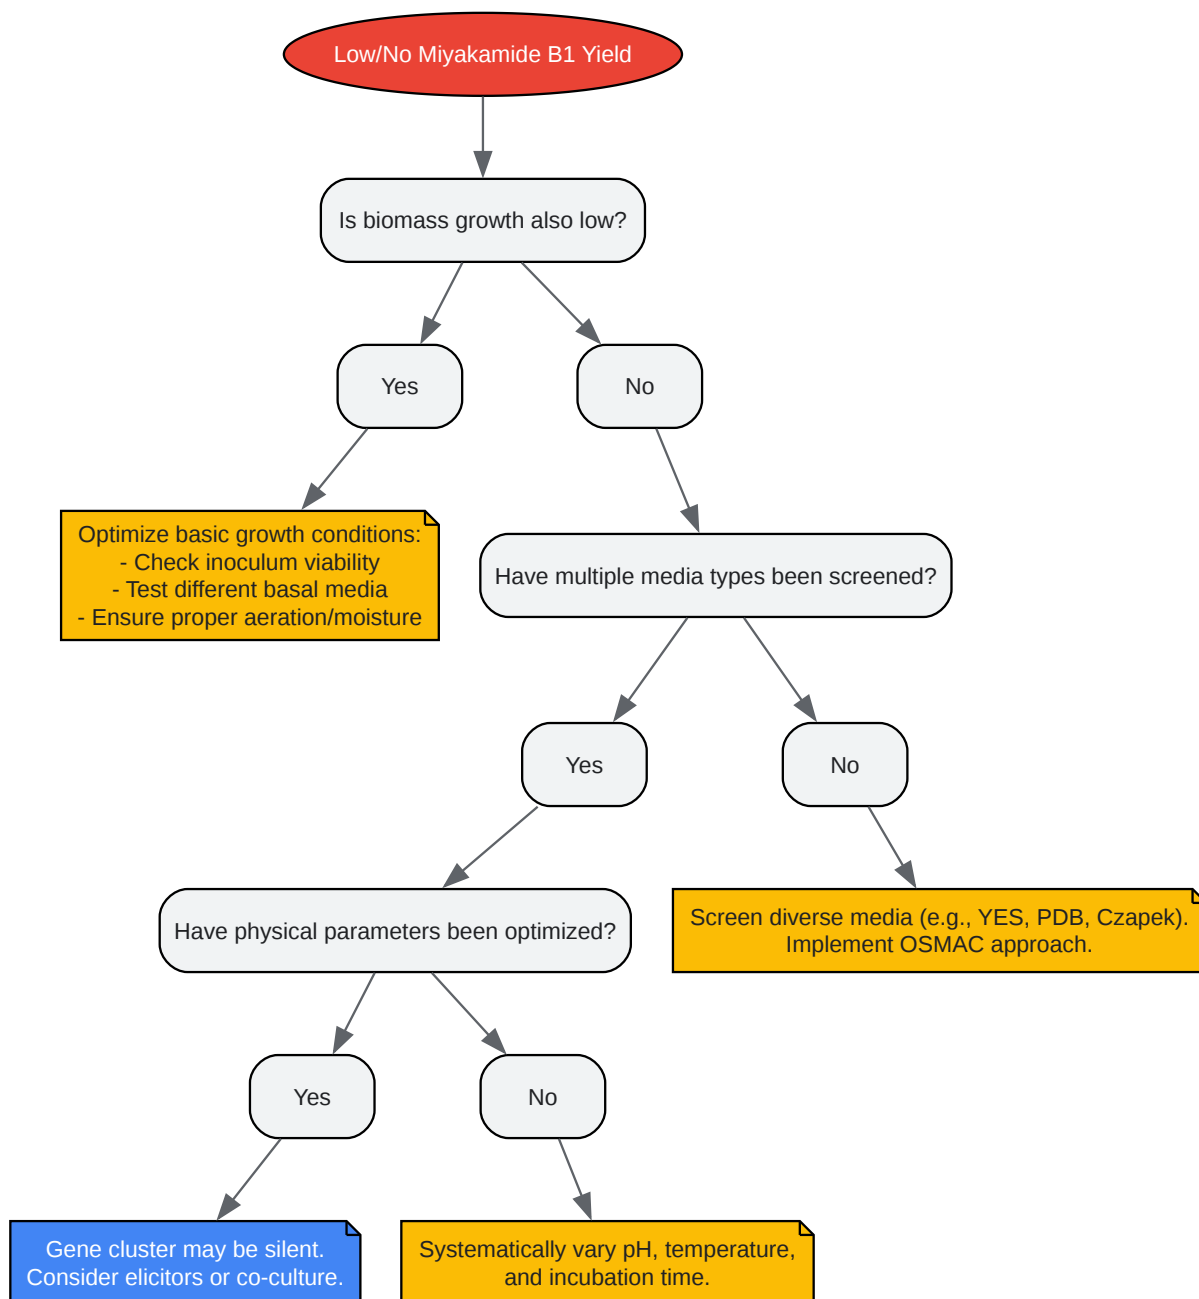 Low/No Miyakamide B1 Yield
Is biomass growth also low?
Yes
No
Optimize basic growth conditions:
- Check inoculum viability
- Test different basal media
- Ensure proper aeration/moisture
Have multiple media types been screened?
Yes
No
Have physical parameters been optimized?
Screen diverse media (e.g., YES, PDB, Czapek).
Implement OSMAC approach.
Yes
No
Gene cluster may be silent.
Consider elicitors or co-culture.
Systematically vary pH, temperature,
and incubation time.